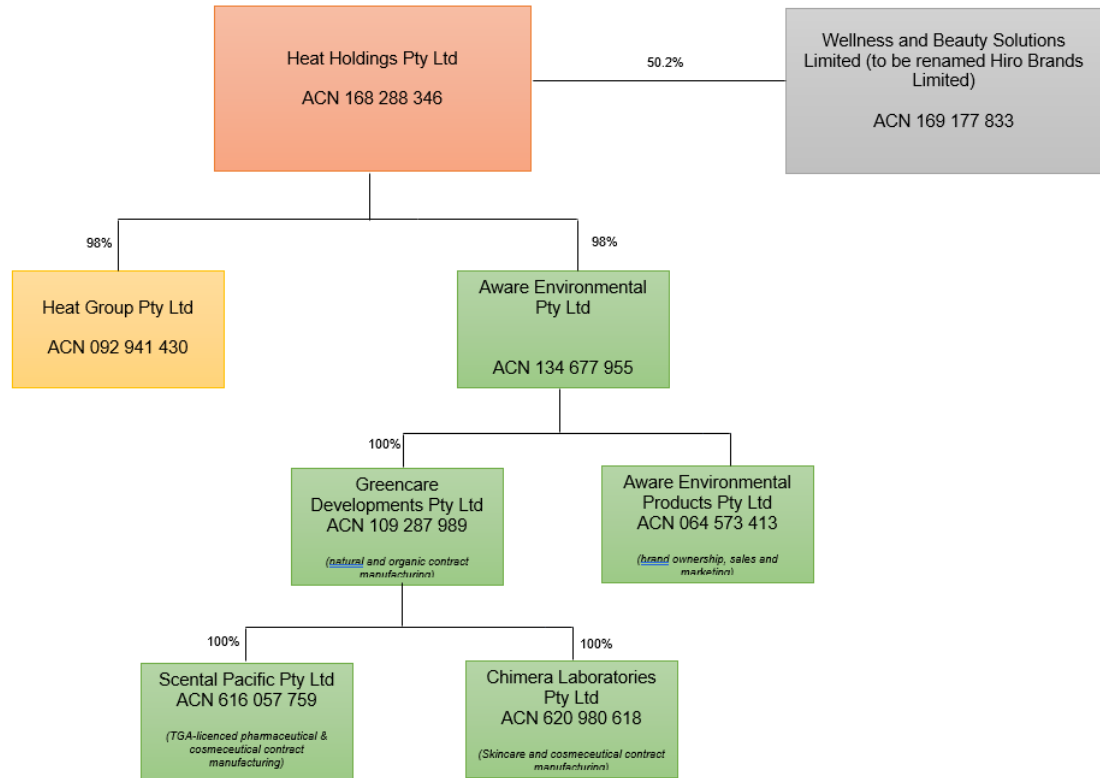 Heat Holdings Pty Ltd
ACN 168 288 346
50.2%
Wellness and Beauty Solutions
Limited (to be renamed Hiro Brands
Limited)
ACN 169 177 833
98%
98%
Heat Group Pty Ltd
ACN 092 941 430
Aware Environmental
Pty Ltd
ACN 134 677 955
100%
Greencare
Developments Pty Ltd
ACN 109 287 989
(natural and organic contract
manufacturing)
Aware Environmental
Products Pty Ltd
ACN 064 573 413
(brand ownership, sales and
marketing)
100%
100%
Scental Pacific Pty Ltd
ACN 616 057 759
(TGA-licenced pharmaceutical &
cosmeceutical contract
manufacturing)
Chimera Laboratories
Pty Ltd
ACN 620 980 618
(Skincare and cosmeceutical contract
manufacturing)